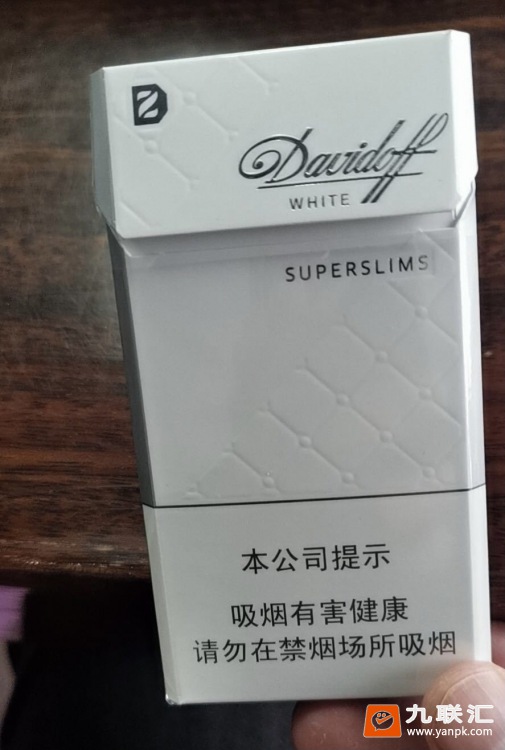 Davidoff
WHITE
SUPERSLIMS
本公司提示
吸烟有害健康
请勿在禁烟场所吸烟
九联汇
www.yanpk.com